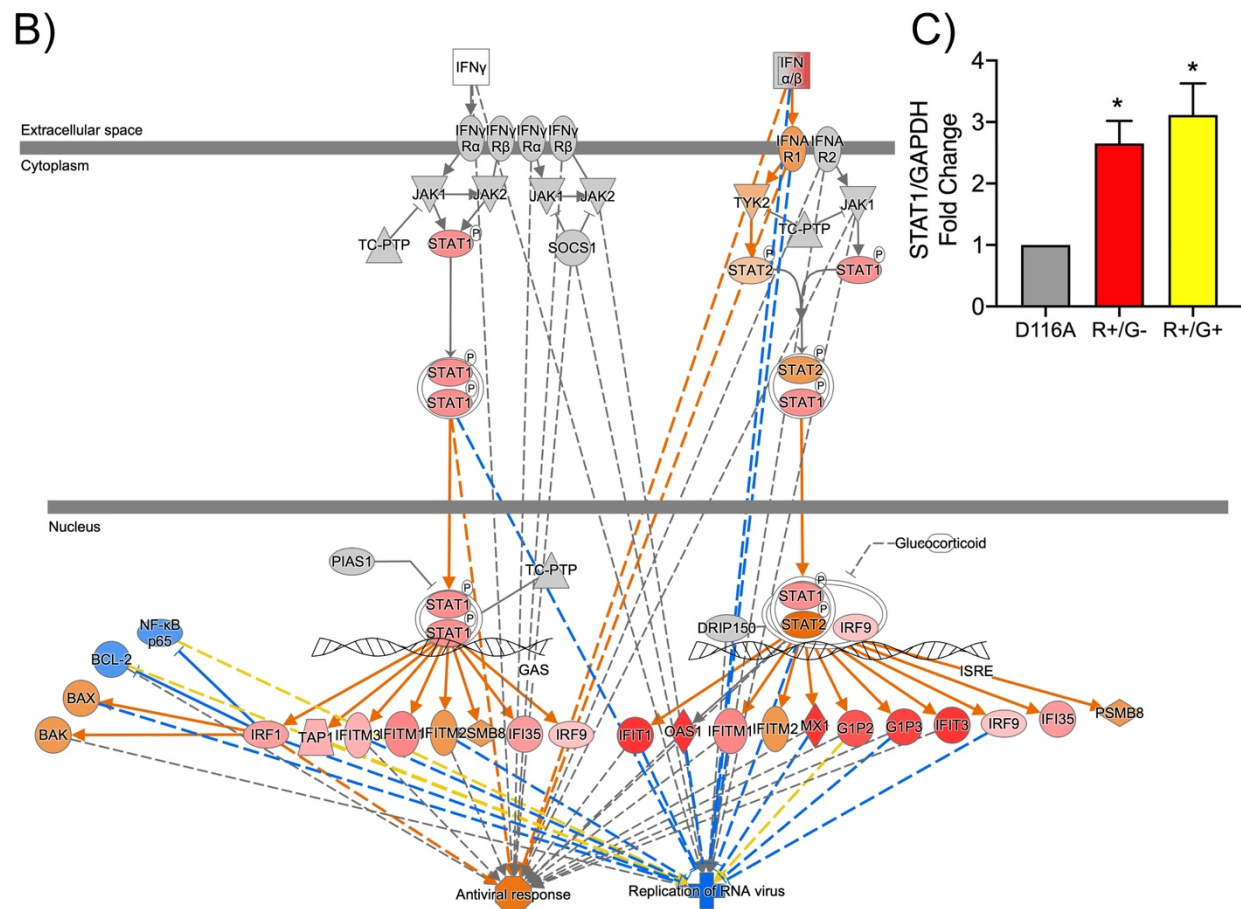 B)
C)
IFNγ
IFN
α/β
Extracellular space
Cytoplasm
IFNγ
Rα
IFNγ
Rβ
IFNγ
Rα
IFNγ
Rβ
IFNA
R1
IFNA
R2
JAK1
JAK2
JAK1
JAK2
TYK2
JAK1
TC-PTP
STAT1
P
SOCS1
TC-PTP
STAT2
P
STAT1
P
STAT1
P
STAT1
P
STAT2
P
STAT1
P
Nucleus
PIAS1
TC-PTP
Glucocorticoid
STAT1
P
STAT1
P
STAT1
P
STAT2
P
DRIP150
IRF9
GAS
ISRE
NF-κB
p65
BCL-2
BAX
BAK
IRF1
TAP1
IFITM3
IFITM1
IFITM2
SMB8
IFI35
IRF9
IFIT1
OAS1
IFITM1
IFITM2
MX1
G1P2
G1P3
IFIT3
IRF9
IFI35
PSMB8
Antiviral response
Replication of RNA virus
STAT1/GAPDH
Fold Change
4
3
2
1
0
*
*
D116A
R+/G-
R+/G+